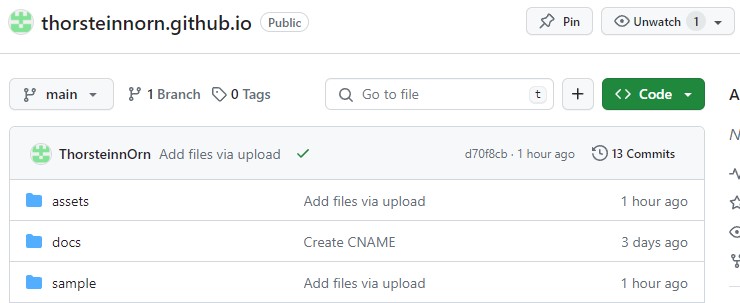 thorsteinnorn.github.io Public Pin Unwatch 1
main 1 Branch 0 Tags Go to file t + Code A
ThorsteinnOrn Add files via upload d70f8cb · 1 hour ago 13 Commits
assets Add files via upload 1 hour ago
docs Create CNAME 3 days ago
sample Add files via upload 1 hour ago